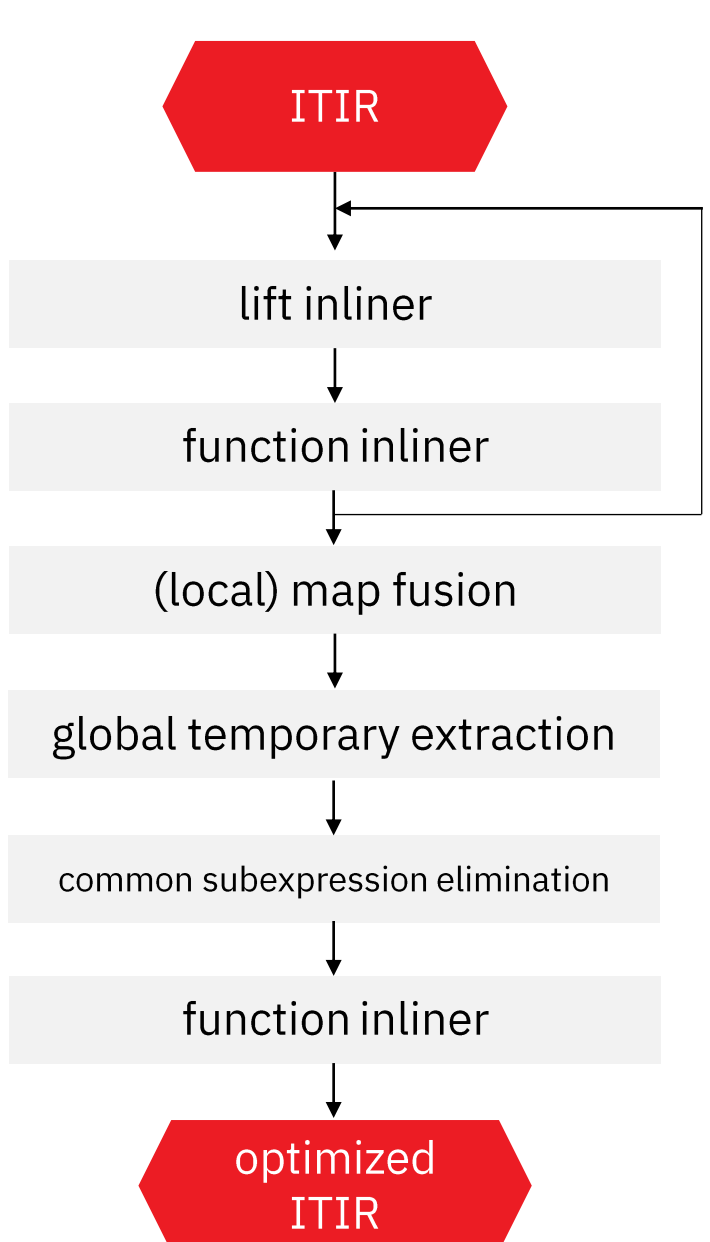 ITIR
lift inliner
function inliner
(local) map fusion
global temporary extraction
common subexpression elimination
function inliner
optimized
ITIR